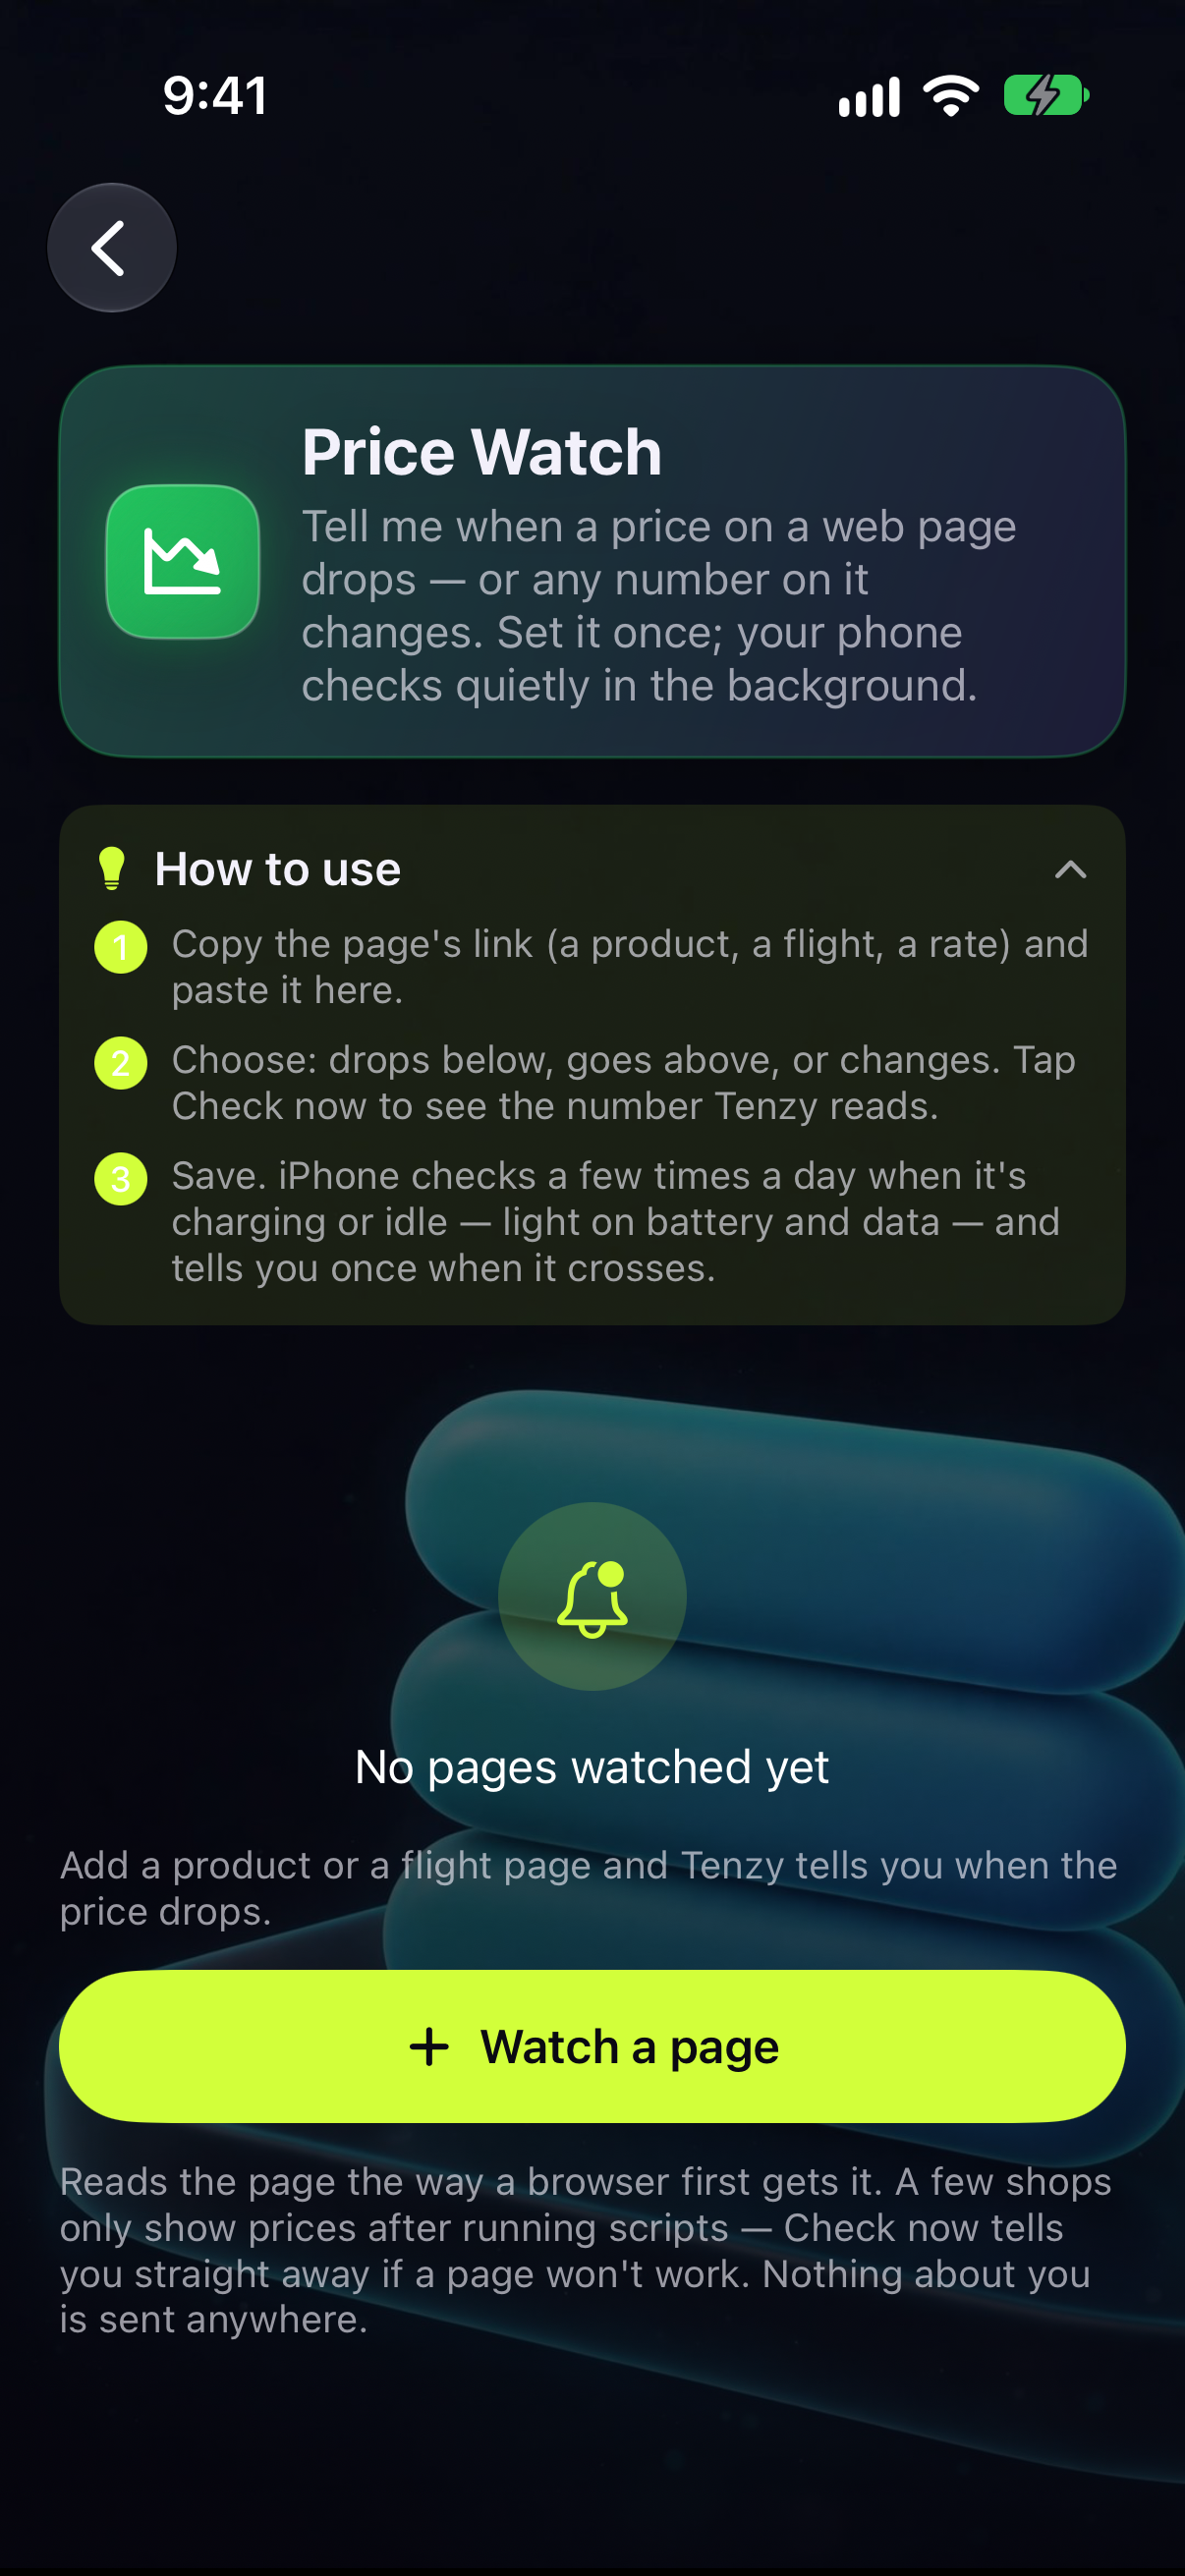 9:41
Price Watch
Tell me when a price on a web page
drops — or any number on it
changes. Set it once; your phone
checks quietly in the background.
How to use
1 Copy the page's link (a product, a flight, a rate) and
paste it here.
2 Choose: drops below, goes above, or changes. Tap
Check now to see the number Tenzy reads.
3 Save. iPhone checks a few times a day when it's
charging or idle — light on battery and data — and
tells you once when it crosses.
No pages watched yet
Add a product or a flight page and Tenzy tells you when the
price drops.
+ Watch a page
Reads the page the way a browser first gets it. A few shops
only show prices after running scripts — Check now tells
you straight away if a page won't work. Nothing about you
is sent anywhere.